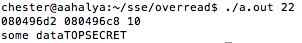 chester@aahalya:~/sse/overread$ ./a.out 22
080496d2 080496c8 10
some dataTOPSECRET